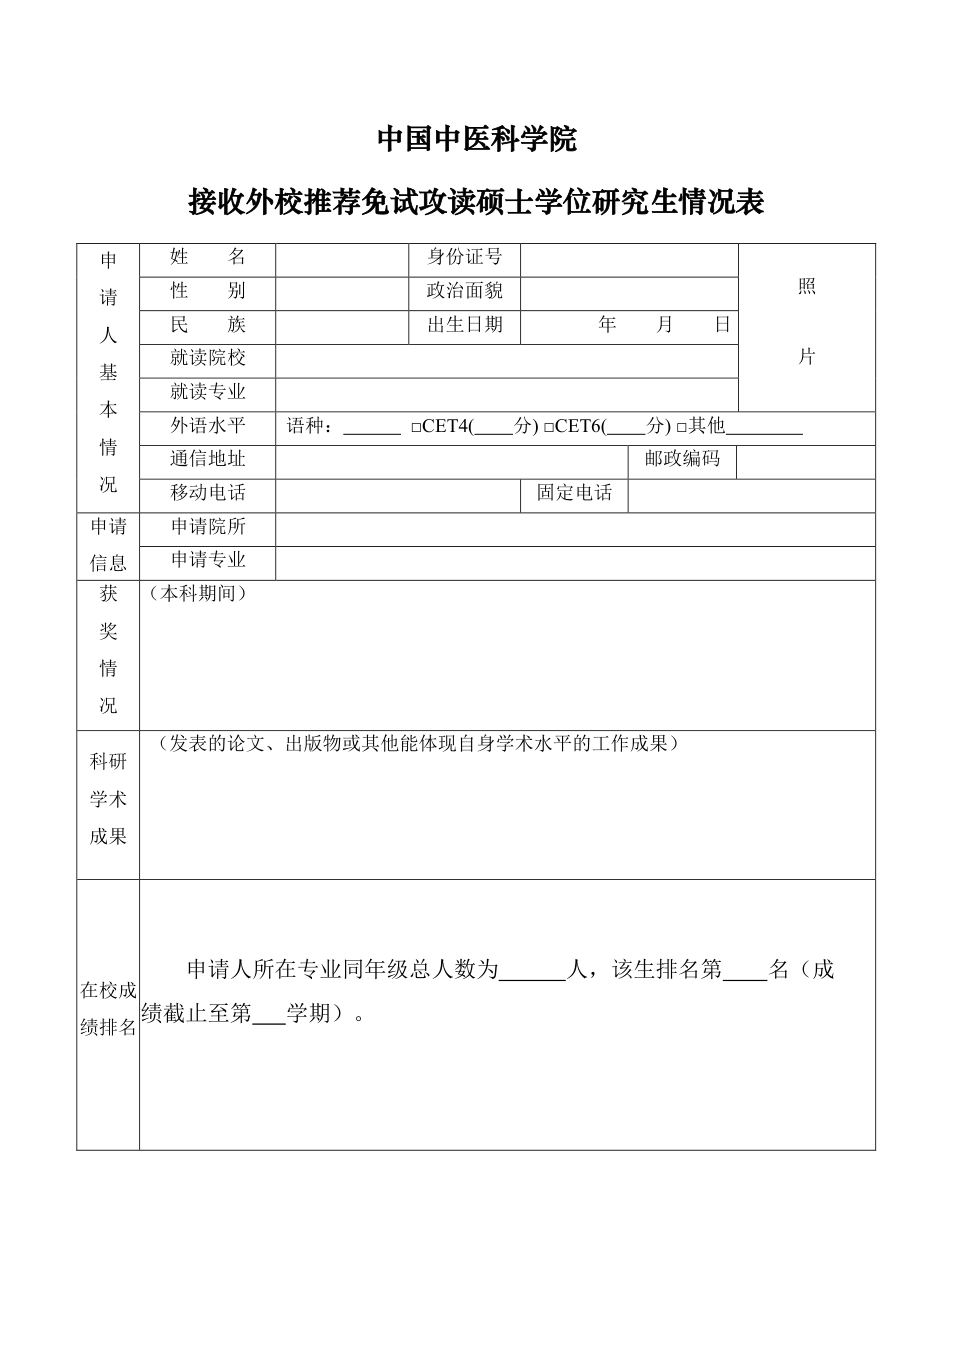 中国中医科学院
接收外校推荐免试攻读硕士学位研究生情况表
申请人基本情况
姓 名 身份证号
照片
性 别 政治面貌
民 族 出生日期 年 月 日
就读院校
就读专业
外语水平 语种：______ □CET4(____分) □CET6(____分) □其他________
通信地址 邮政编码
移动电话 固定电话
申请信息
申请院所
申请专业
获奖情况
（本科期间）
科研学术成果
（发表的论文、出版物或其他能体现自身学术水平的工作成果）
在校成绩排名
申请人所在专业同年级总人数为______人，该生排名第____名（成
绩截止至第___学期）。